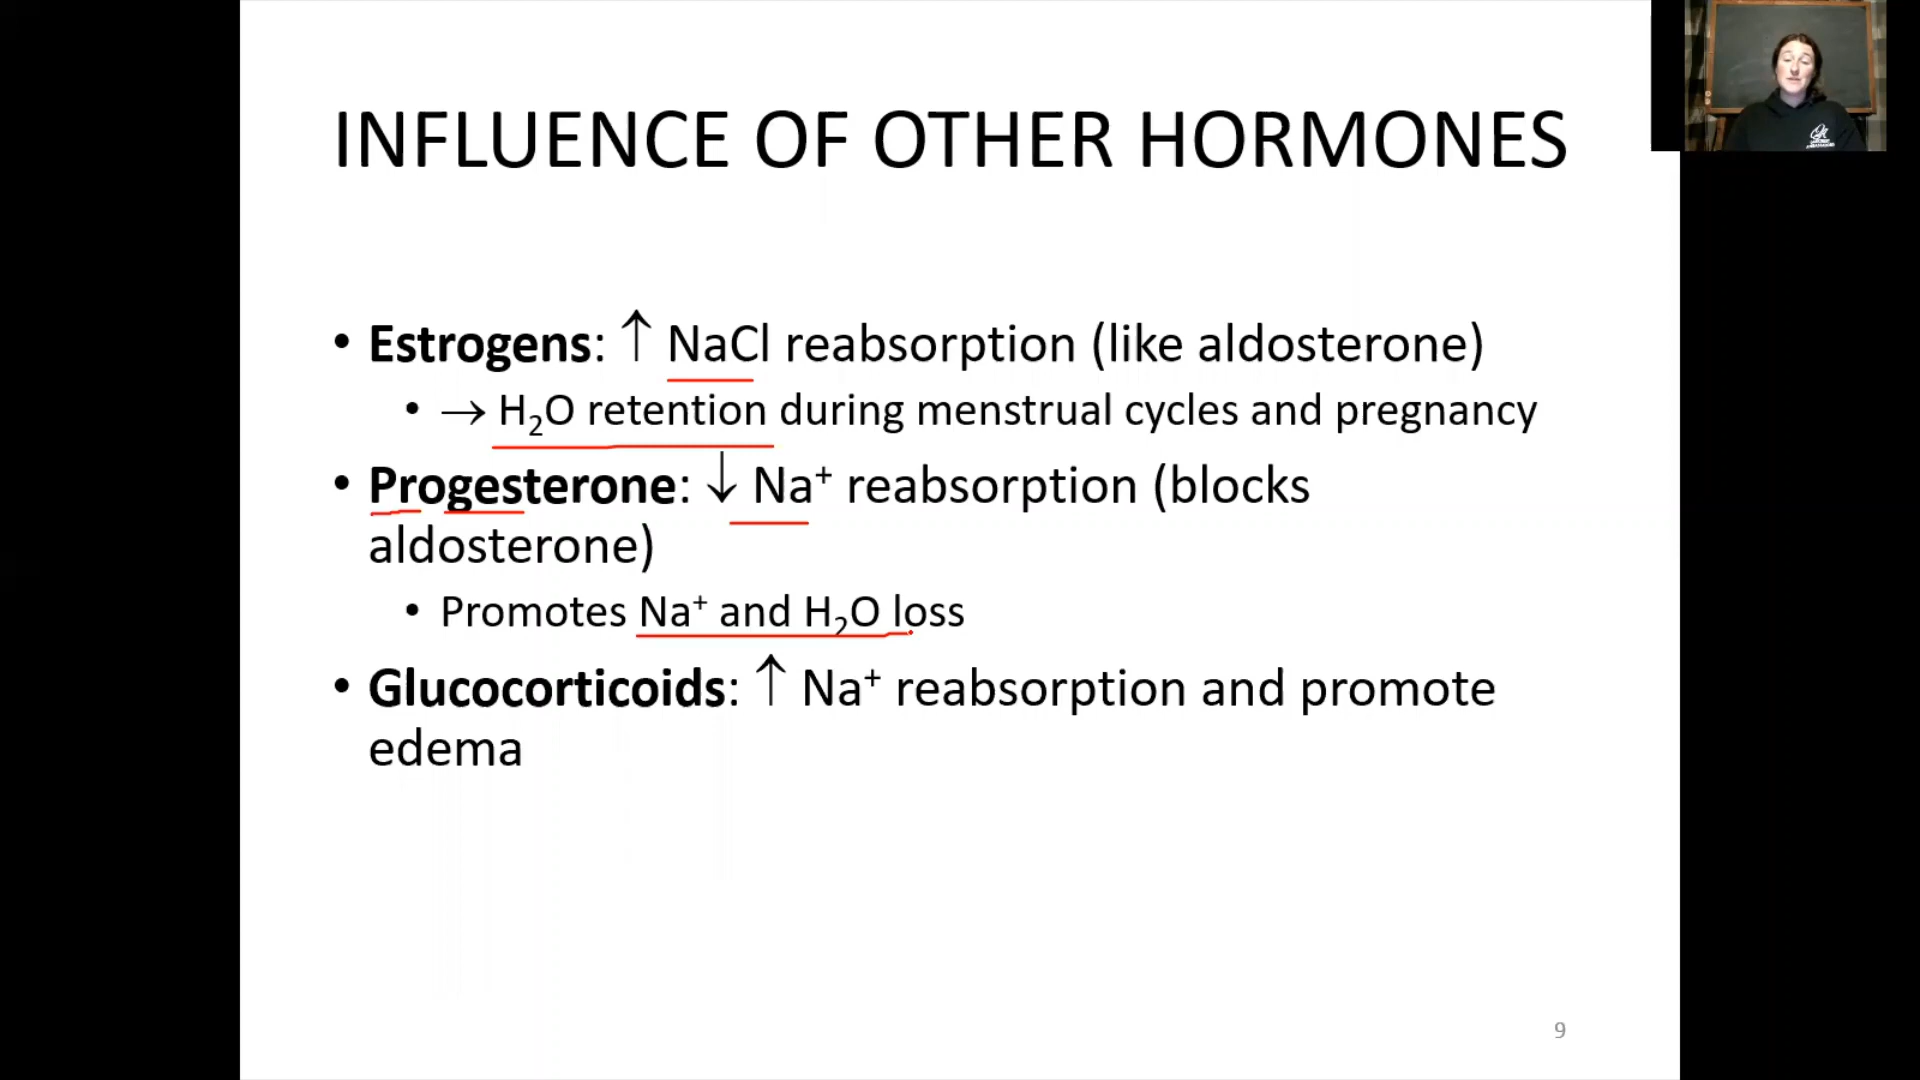 INFLUENCE OF OTHER HORMONES
• Estrogens: ↑ NaCl reabsorption (like aldosterone)
• → H₂O retention during menstrual cycles and pregnancy
• Progesterone: ↓ Na⁺ reabsorption (blocks
aldosterone)
• Promotes Na⁺ and H₂O loss
• Glucocorticoids: ↑ Na⁺ reabsorption and promote
edema
9